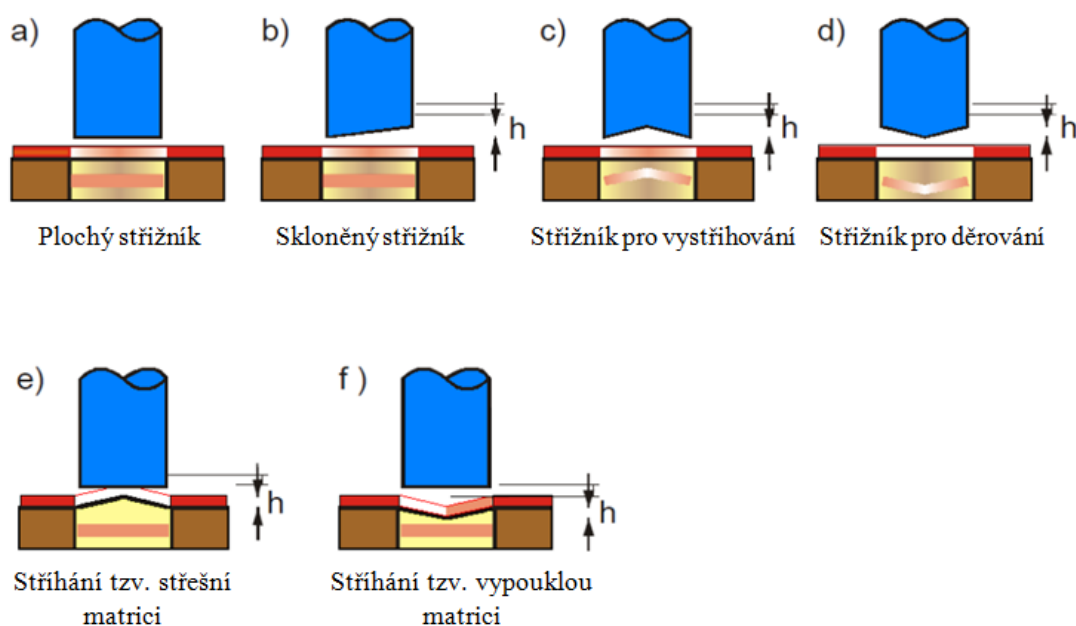 a)
b)
c)
d)
h
h
h
Plochý střižník
Skloněný střižník
Střižník pro vystřihování
Střižník pro děrování
e)
f )
h
h
Stříhání tzv. střešní
matrici
Stříhání tzv. vypouklou
matrici